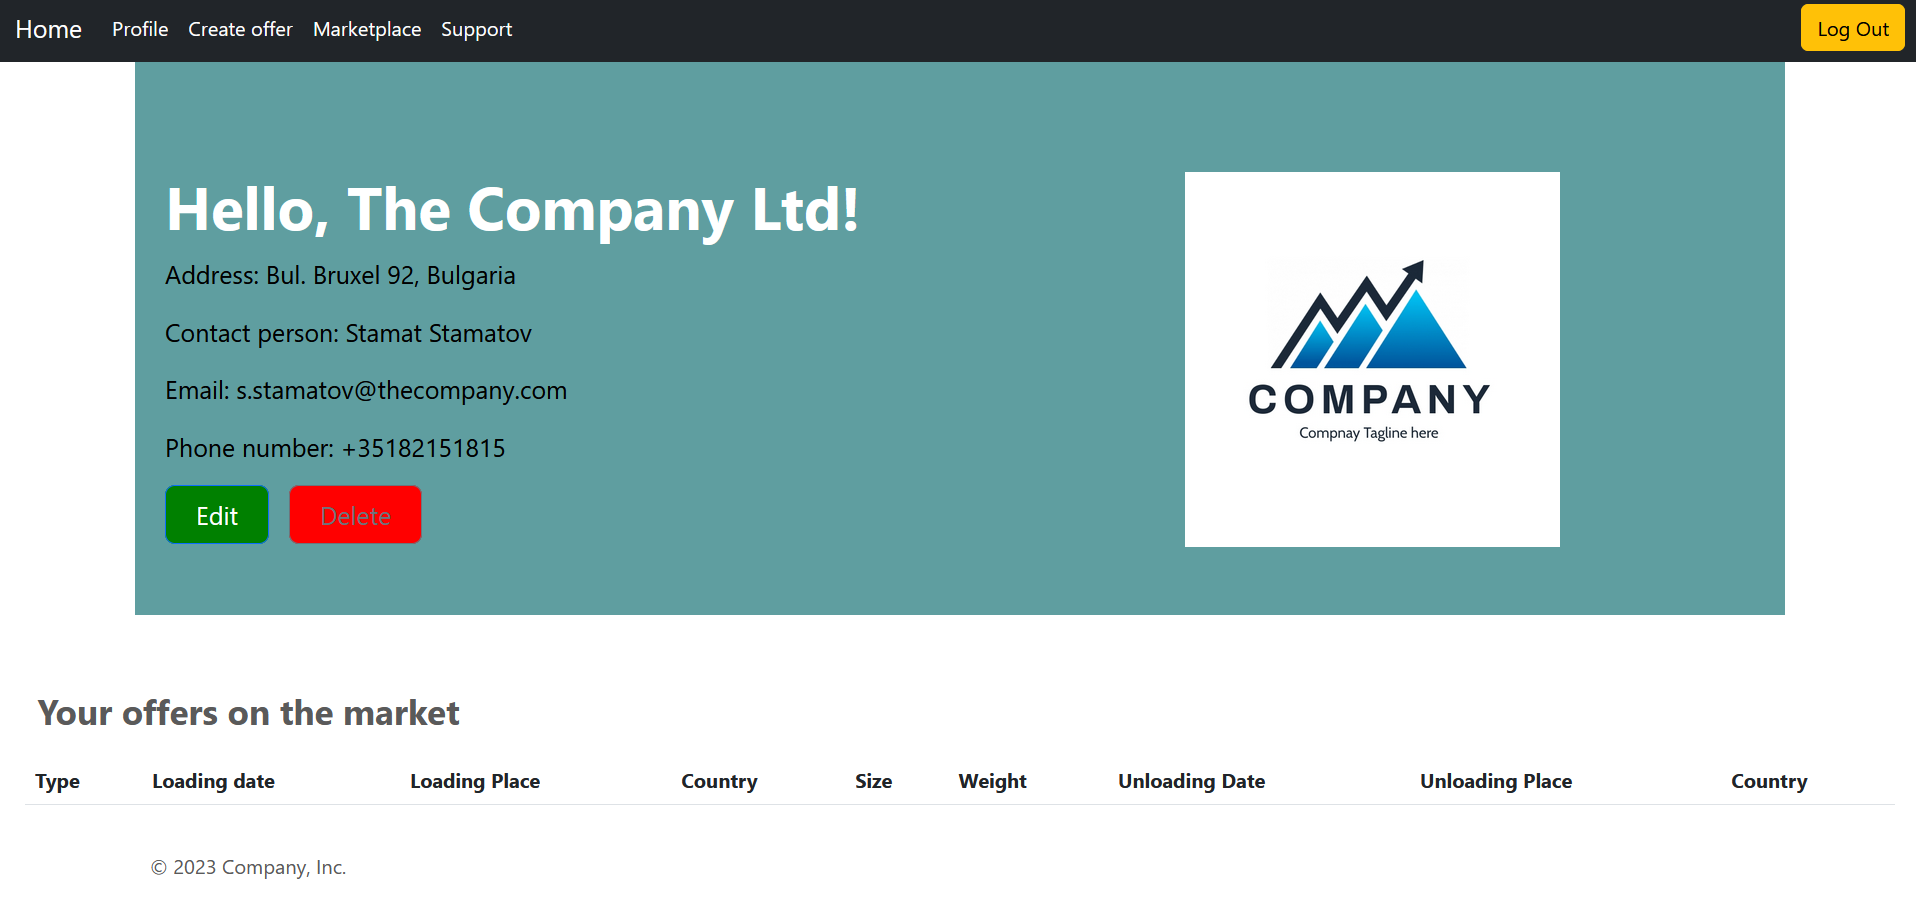 Home Profile Create offer Marketplace Support Log Out
Hello, The Company Ltd!
Address: Bul. Bruxel 92, Bulgaria
Contact person: Stamat Stamatov
Email: s.stamatov@thecompany.com
Phone number: +35182151815
Edit Delete
COMPANY
Compnay Tagline here
Your offers on the market
Type Loading date Loading Place Country Size Weight Unloading Date Unloading Place Country
© 2023 Company, Inc.